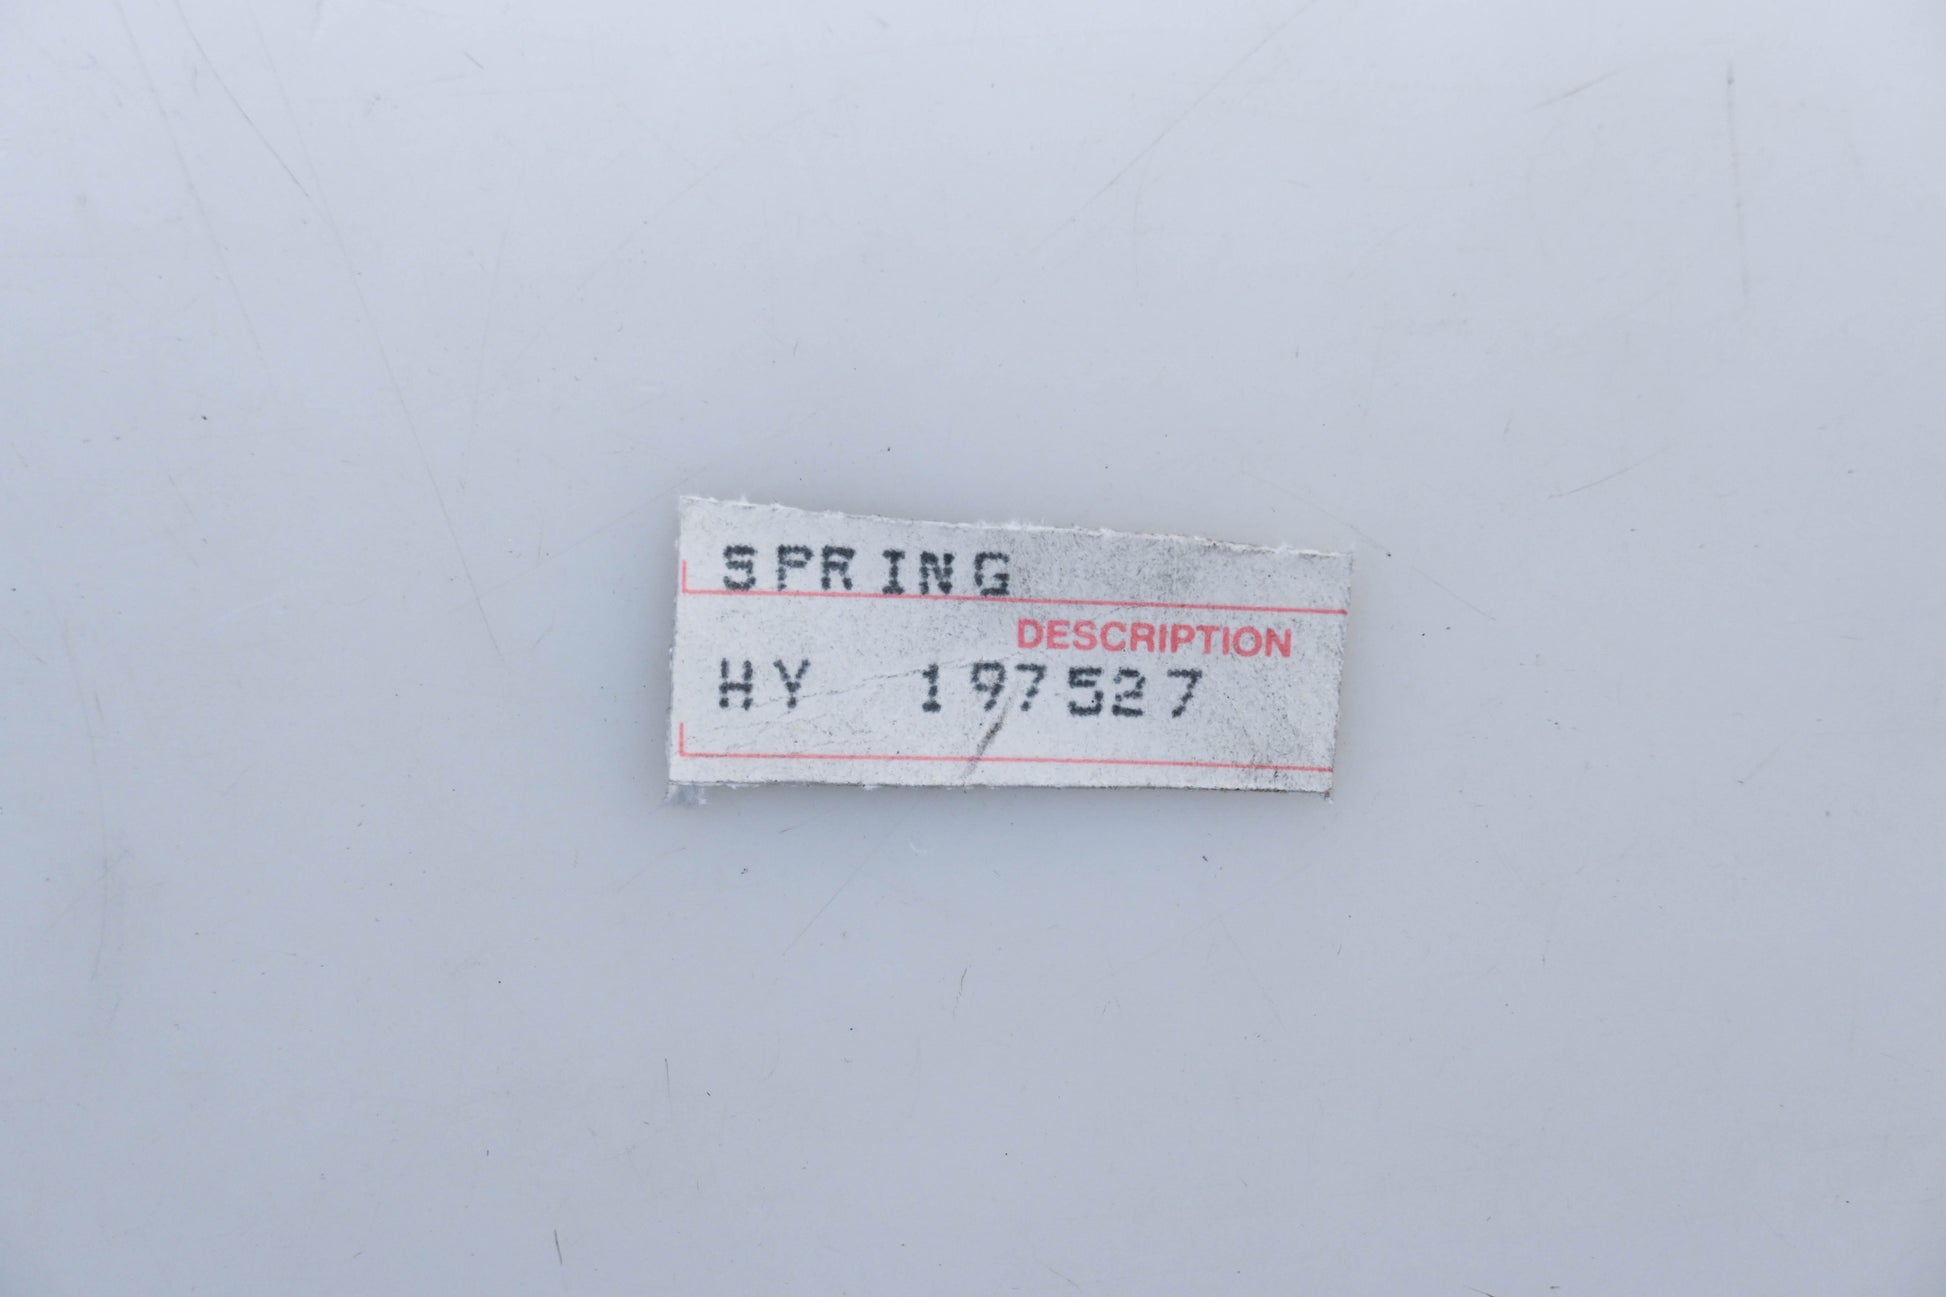 SPRING
DESCRIPTION
HY 197527